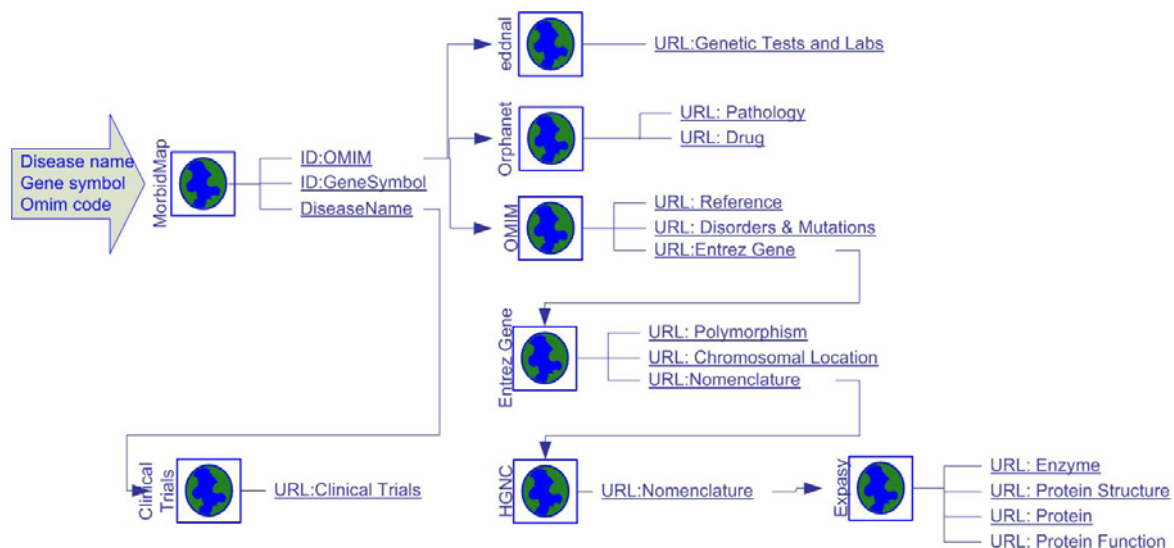 Disease name
Gene symbol
Omim code
MorbidMap
ID:OMIM
ID:GeneSymbol
DiseaseName
eddnal
URL:Genetic Tests and Labs
Orphanet
URL: Pathology
URL: Drug
OMIM
URL: Reference
URL: Disorders & Mutations
URL:Entrez Gene
Entrez Gene
URL: Polymorphism
URL: Chromosomal Location
URL:Nomenclature
Clinical
Trials
URL:Clinical Trials
HGNC
URL:Nomenclature
Expasy
URL: Enzyme
URL: Protein Structure
URL: Protein
URL: Protein Function